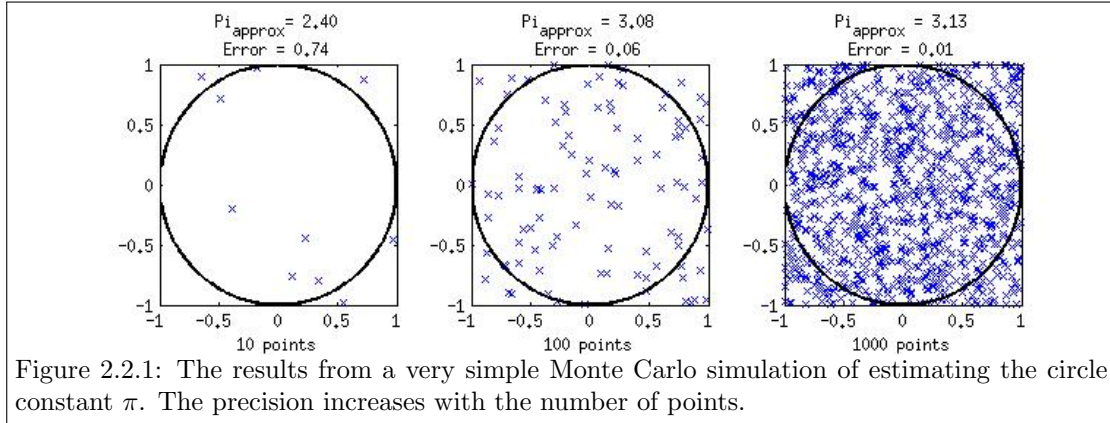 Pi_approx = 2.40
Error = 0.74
1
0.5
0
-0.5
-1
-1 -0.5 0 0.5 1
10 points
Pi_approx = 3.08
Error = 0.06
1
0.5
0
-0.5
-1
-1 -0.5 0 0.5 1
100 points
Pi_approx = 3.13
Error = 0.01
1
0.5
0
-0.5
-1
-1 -0.5 0 0.5 1
1000 points
Figure 2.2.1: The results from a very simple Monte Carlo simulation of estimating the circle
constant π. The precision increases with the number of points.